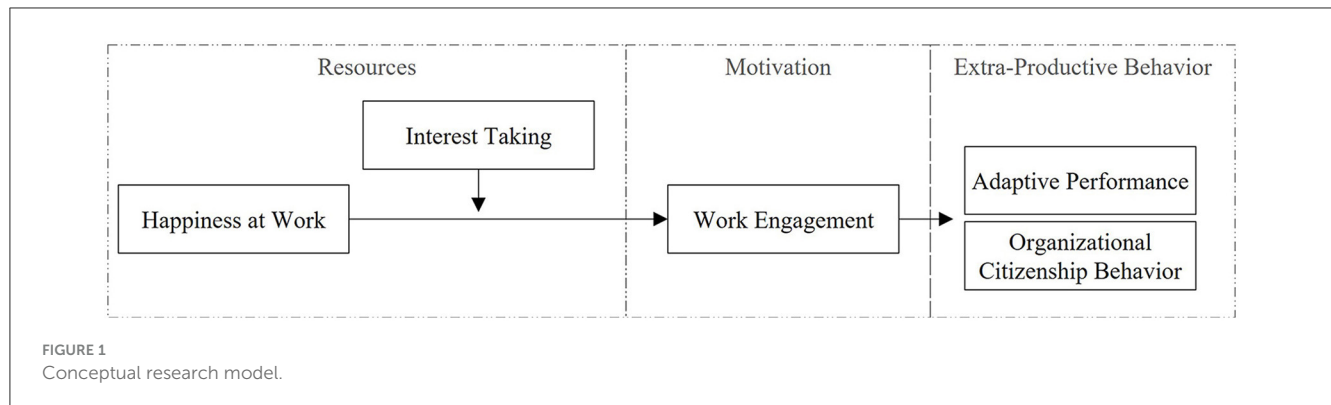 Resources
Motivation
Extra-Productive Behavior
Interest Taking
Happiness at Work
Work Engagement
Adaptive Performance
Organizational
Citizenship Behavior
FIGURE 1
Conceptual research model.